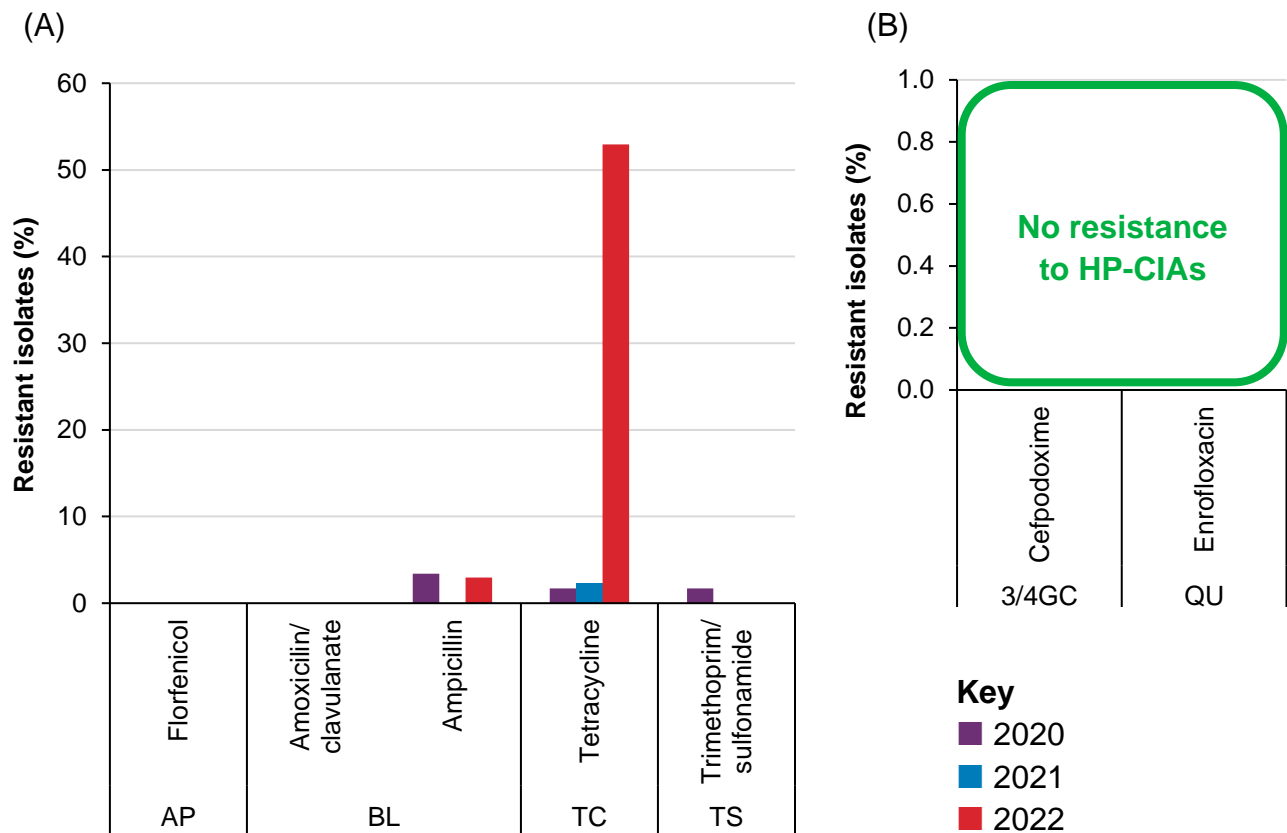 (A)
Resistant isolates (%)
60
50
40
30
20
10
0
Florfenicol
Amoxicilin/
clavulanate
Ampicillin
Tetracycline
Trimethoprim/
sulfonamide
AP
BL
TC
TS
(B)
Resistant isolates (%)
1.0
0.8
0.6
0.4
0.2
0.0
No resistance
to HP-CIAs
Cefpodoxime
Enrofloxacin
3/4GC
QU
Key
2020
2021
2022